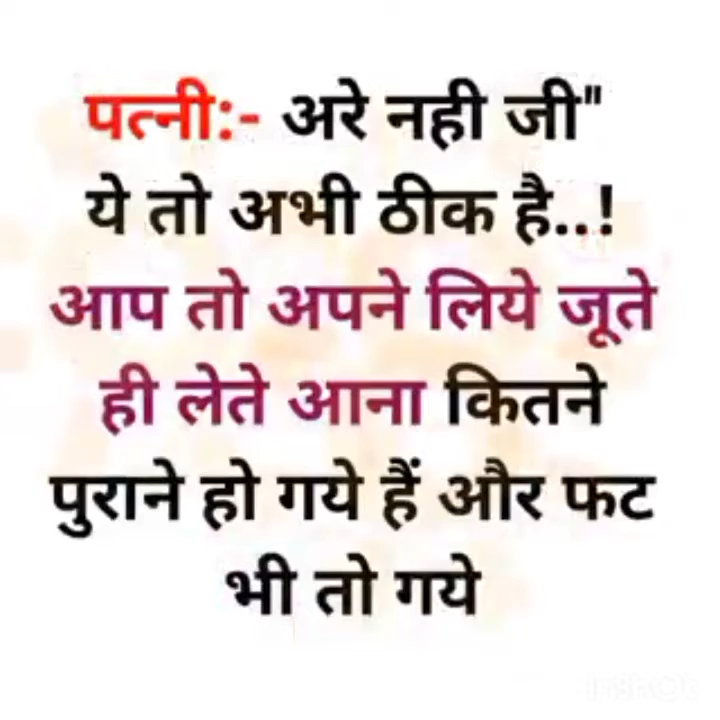 पत्नी:- अरे नही जी"
ये तो अभी ठीक है..!
आप तो अपने लिये जूते
ही लेते आना कितने
पुराने हो गये हैं और फट
भी तो गये